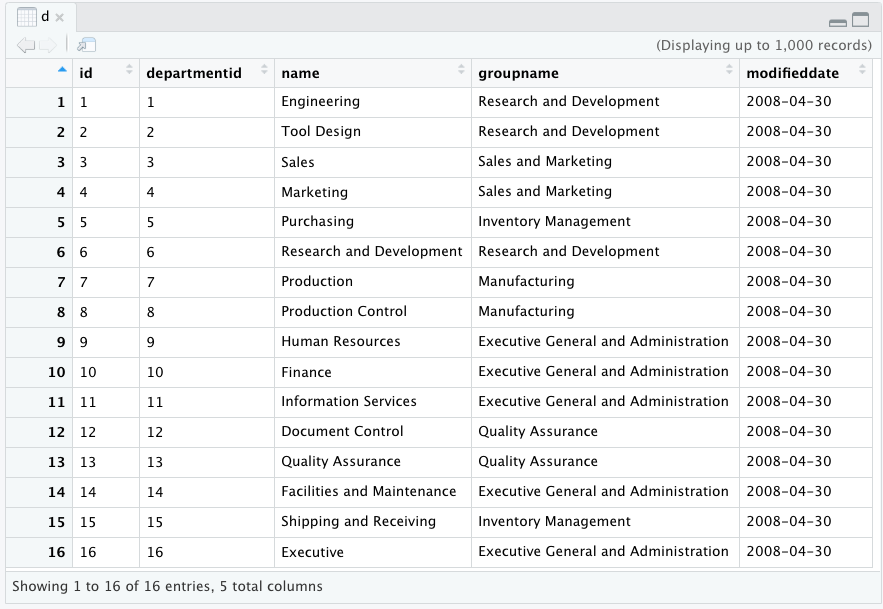 d
(Displaying up to 1,000 records)
id departmentid name groupname modifieddate
1 1 1 Engineering Research and Development 2008-04-30
2 2 2 Tool Design Research and Development 2008-04-30
3 3 3 Sales Sales and Marketing 2008-04-30
4 4 4 Marketing Sales and Marketing 2008-04-30
5 5 5 Purchasing Inventory Management 2008-04-30
6 6 6 Research and Development Research and Development 2008-04-30
7 7 7 Production Manufacturing 2008-04-30
8 8 8 Production Control Manufacturing 2008-04-30
9 9 9 Human Resources Executive General and Administration 2008-04-30
10 10 10 Finance Executive General and Administration 2008-04-30
11 11 11 Information Services Executive General and Administration 2008-04-30
12 12 12 Document Control Quality Assurance 2008-04-30
13 13 13 Quality Assurance Quality Assurance 2008-04-30
14 14 14 Facilities and Maintenance Executive General and Administration 2008-04-30
15 15 15 Shipping and Receiving Inventory Management 2008-04-30
16 16 16 Executive Executive General and Administration 2008-04-30
Showing 1 to 16 of 16 entries, 5 total columns